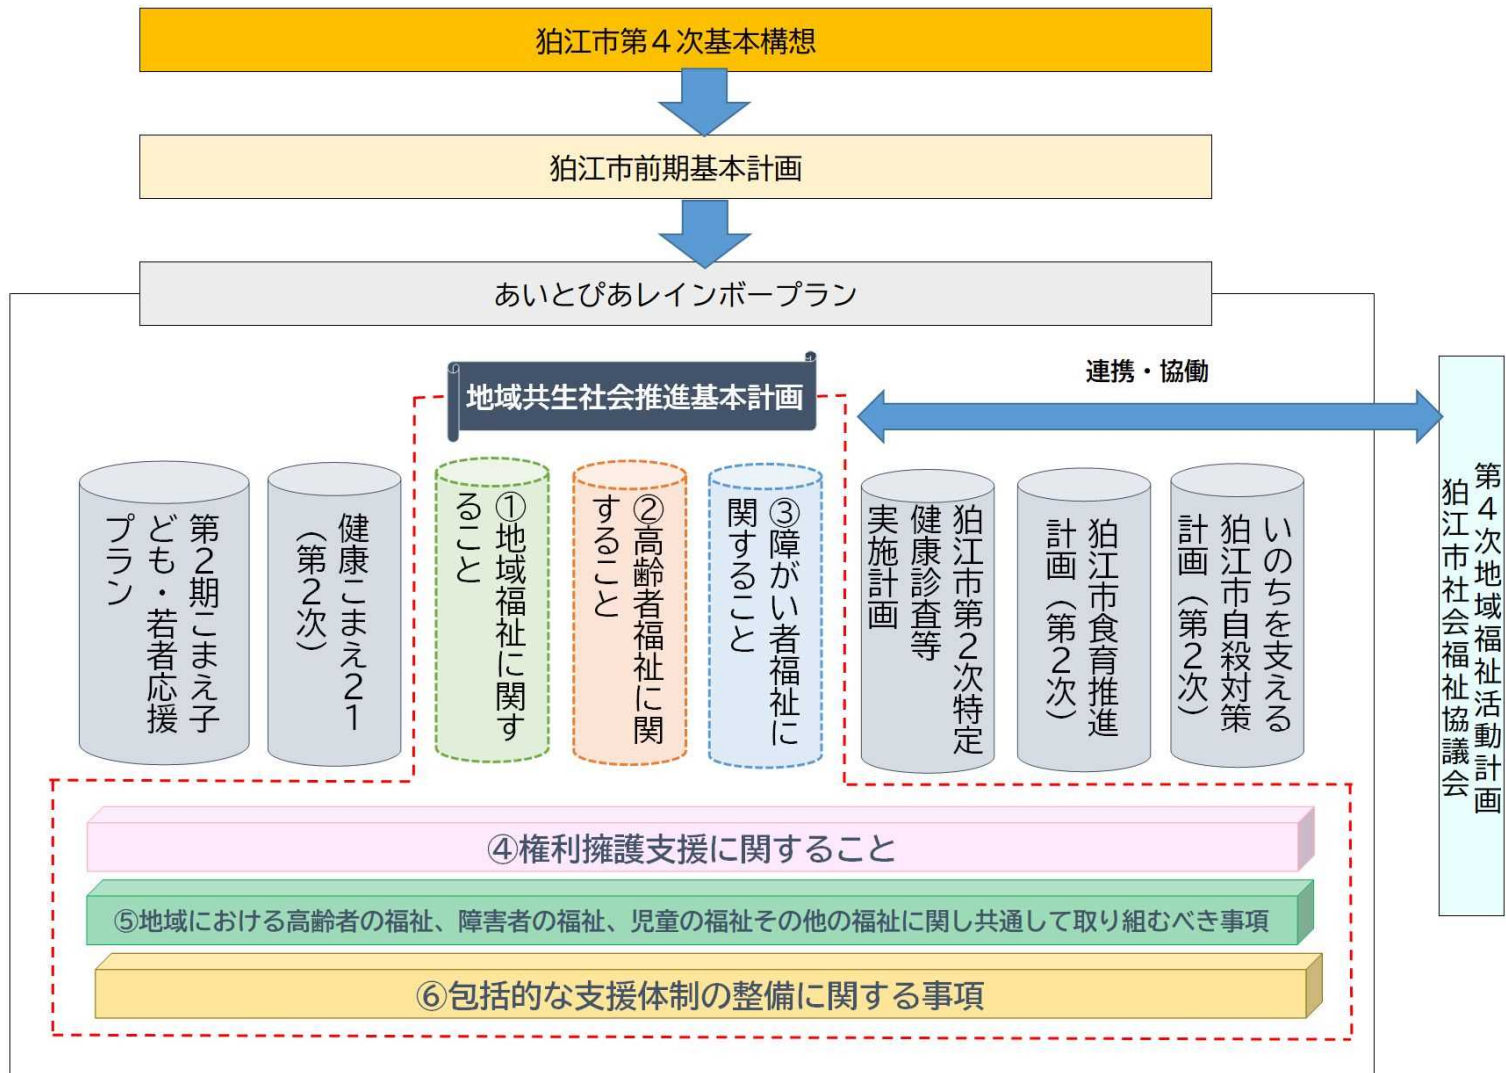 狛江市第４次基本構想
狛江市前期基本計画
あいとぴあレインボープラン
地域共生社会推進基本計画
連携・協働
第２期こまえ子
ども・若者応援
プラン
健康こまえ２１
（第２次）
①地域福祉に関す
ること
②高齢者福祉に関
すること
③障がい者福祉に
関すること
狛江市第２次特定
健康診査等
実施計画
狛江市食育推進
計画（第２次）
いのちを支える
狛江市自殺対策
計画（第２次）
第４次地域福祉活動計画
狛江市社会福祉協議会
④権利擁護支援に関すること
⑤地域における高齢者の福祉、障害者の福祉、児童の福祉その他の福祉に関し共通して取り組むべき事項
⑥包括的な支援体制の整備に関する事項